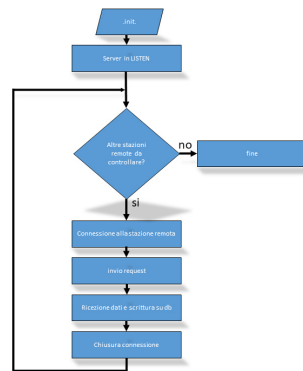 .init.
Server in LISTEN
Altre stazioni
remote da
controllare?
no
fine
si
Connessione alla stazione remota
invio request
Ricezione dati e scrittura su db
Chiusura connessione